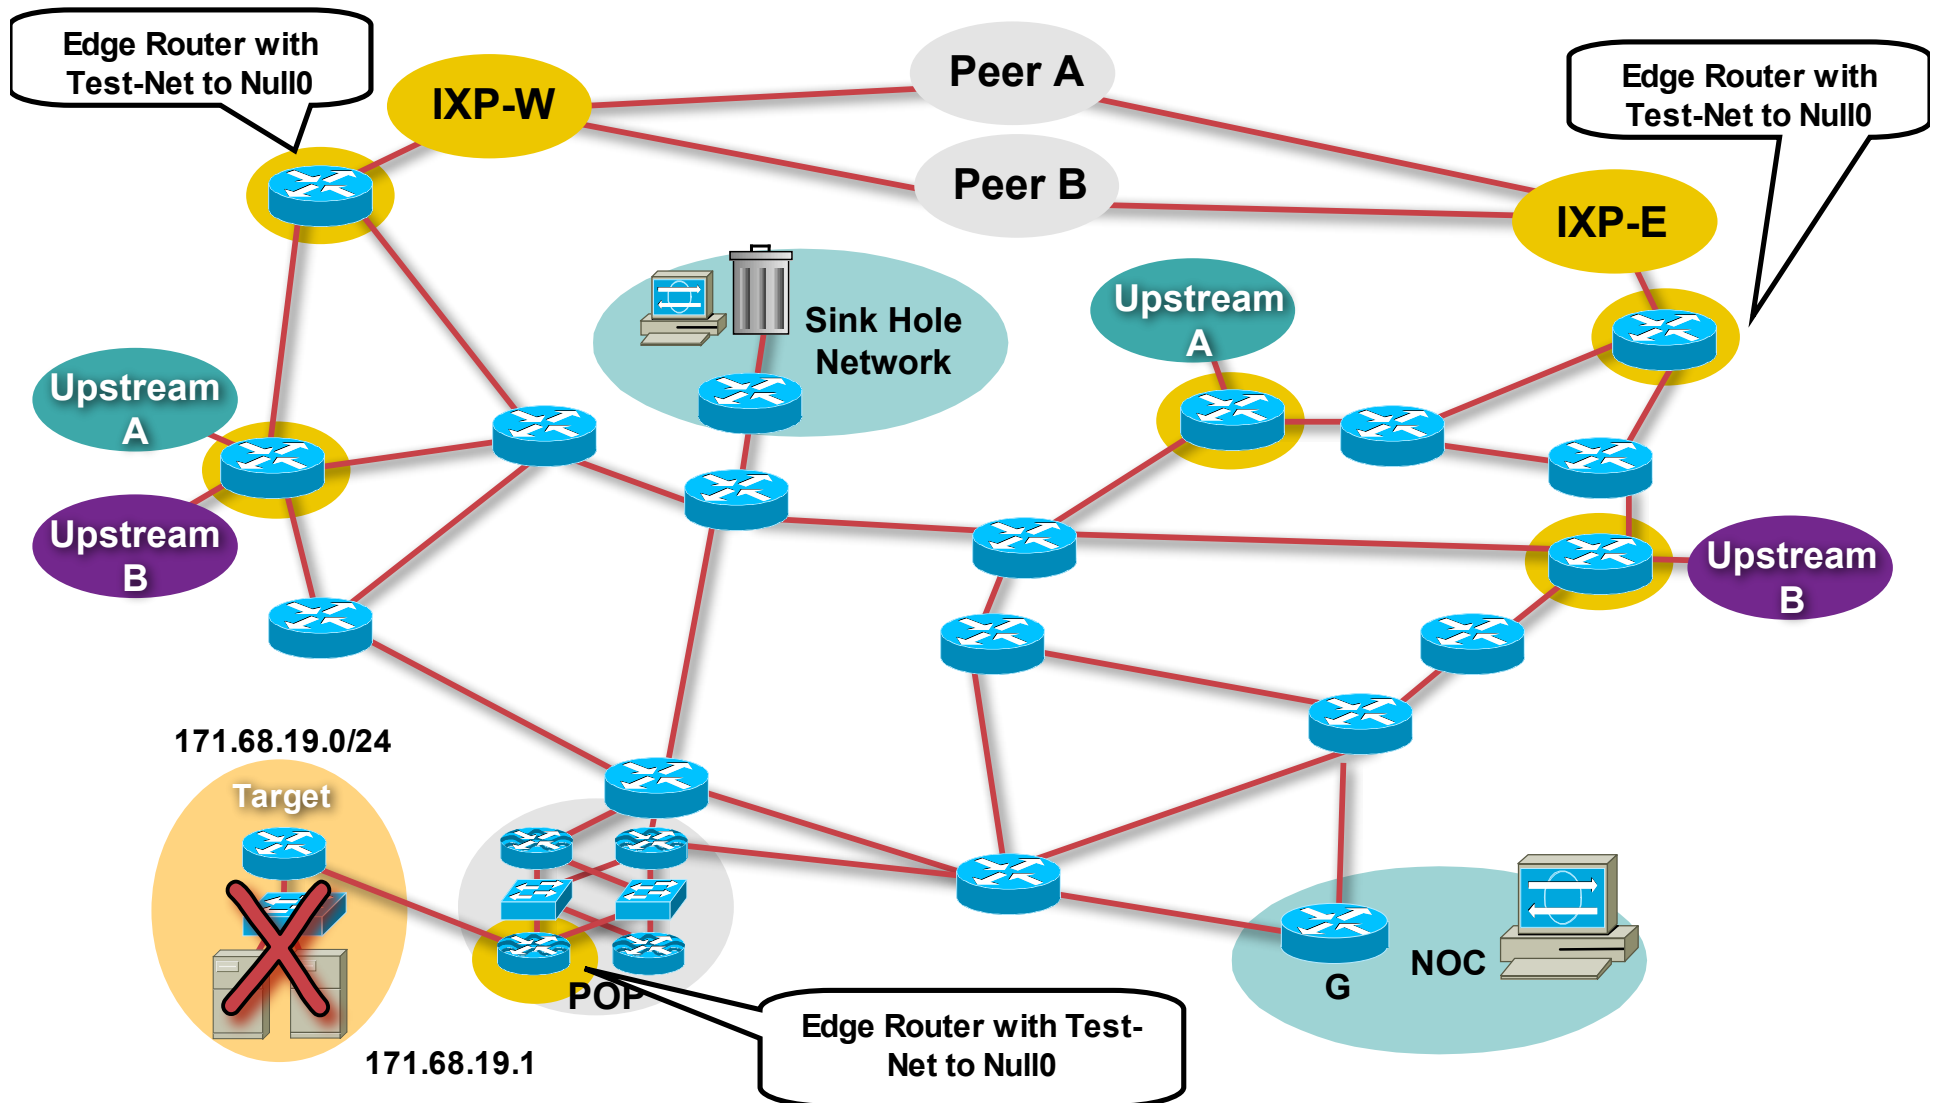 Edge Router with
Test-Net to Null0
IXP-W
Peer A
Edge Router with
Test-Net to Null0
Peer B
IXP-E
Sink Hole
Network
Upstream
A
Upstream
A
Upstream
B
Upstream
B
171.68.19.0/24
Target
POP
G
NOC
Edge Router with Test-
Net to Null0
171.68.19.1